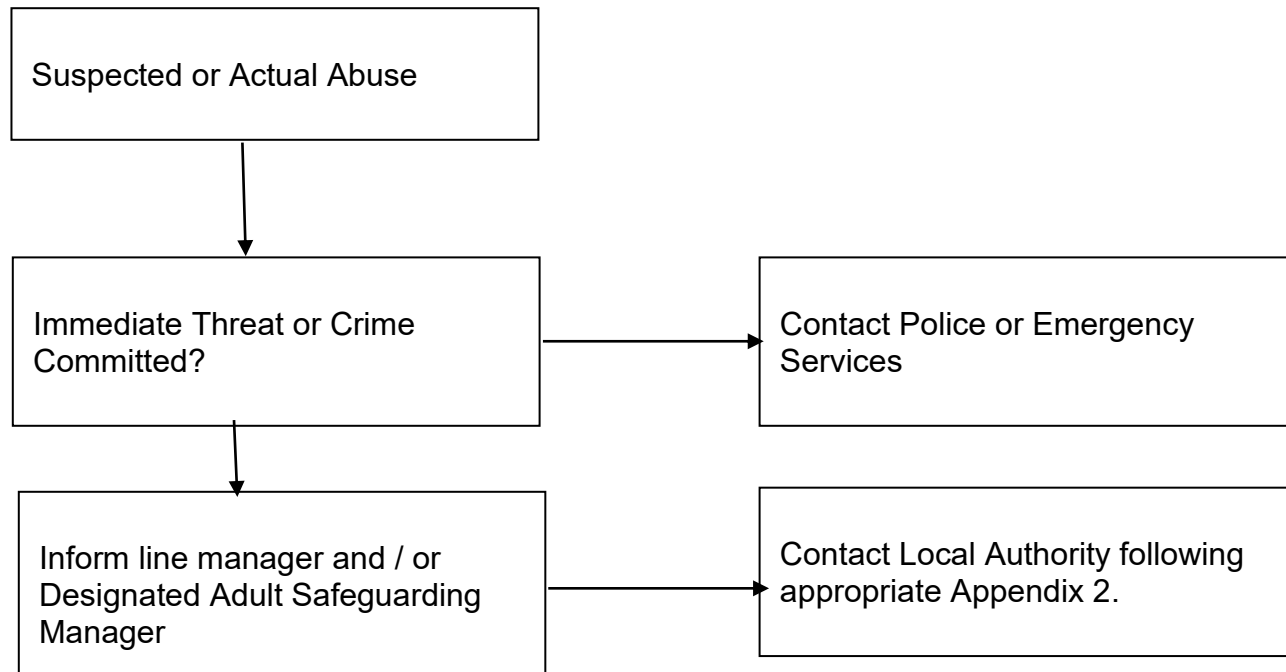 Suspected or Actual Abuse
Immediate Threat or Crime
Committed?
Contact Police or Emergency
Services
Inform line manager and / or
Designated Adult Safeguarding
Manager
Contact Local Authority following
appropriate Appendix 2.